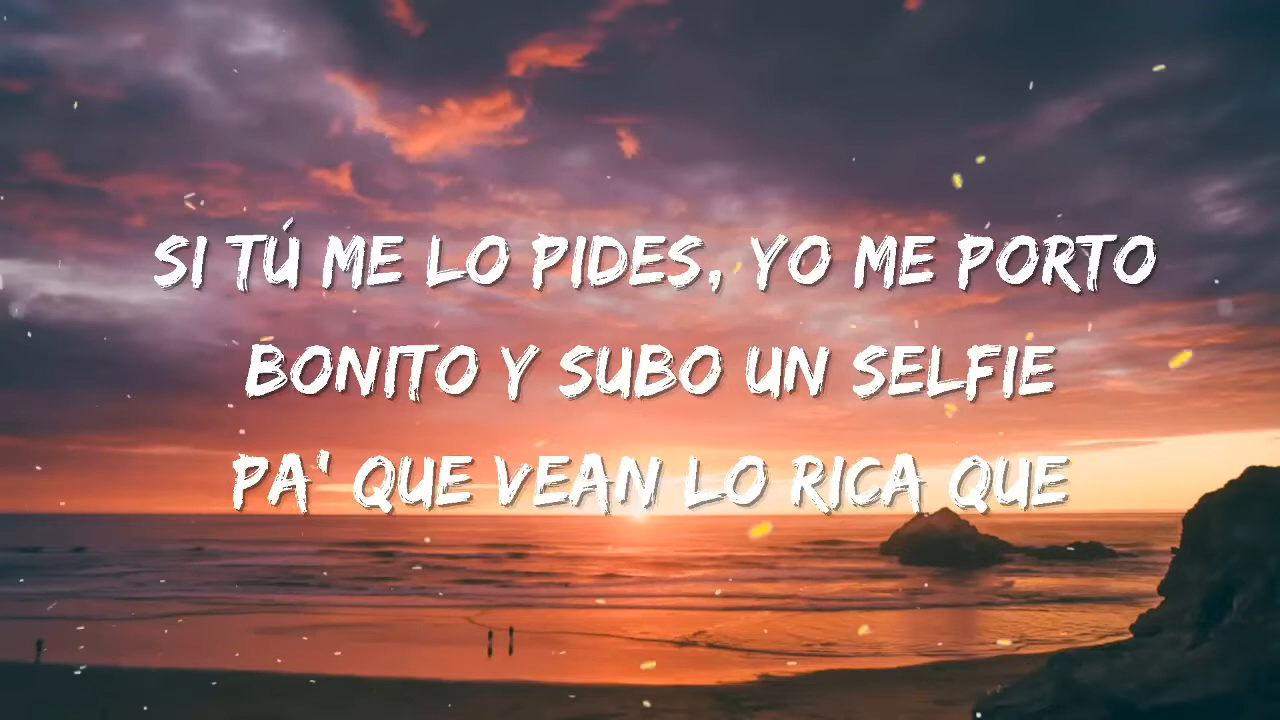 SI TÚ ME LO PIDES, YO ME PORTO
BONITO Y SUBO UN SELFIE
PA' QUE VEAN LO RICA QUE